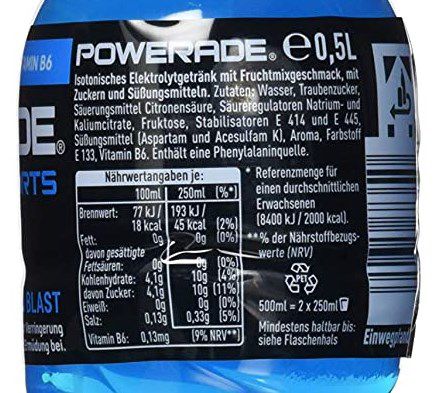 TAMIN B6
POWERADE® ℮ 0,5L
Isotonisches Elektrolytgetränk mit Fruchtmixgeschmack, mit
Zuckern und Süßungsmitteln. Zutaten: Wasser, Traubenzucker,
Säuerungsmittel Citronensäure, Säureregulatoren Natrium- und
Kaliumcitrate, Fruktose, Stabilisatoren E 414 und E 445,
Süßungsmittel (Aspartam und Acesulfam K), Aroma, Farbstoff
E 133, Vitamin B6. Enthält eine Phenylalaninquelle.
DE®
RTS
BLAST
r Verringerung
rmüdung bei.
Nährwertangaben je:
100ml 250ml (%*)
Brennwert: 77 kJ / 193 kJ /
18 kcal 45 kcal (2%)
Fett: 0g 0g (0%)
davon gesättigte
Fettsäuren: 0g 0g (0%)
Kohlenhydrate: 4,1g 10g (4%)
davon Zucker: 4,1g 10g (11%)
Eiweiß: 0g 0g (0%)
Salz: 0,13g 0,33g (5%)
Vitamin B6: 0,13mg (9% NRV**)
* Referenzmenge für
einen durchschnittlichen
Erwachsenen
(8400 kJ / 2000 kcal).
**% der Nährstoffbezugs-
werte (NRV)
PET
500ml = 2 x 250ml
Mindestens haltbar bis:
siehe Flaschenhals
Einwegpfand